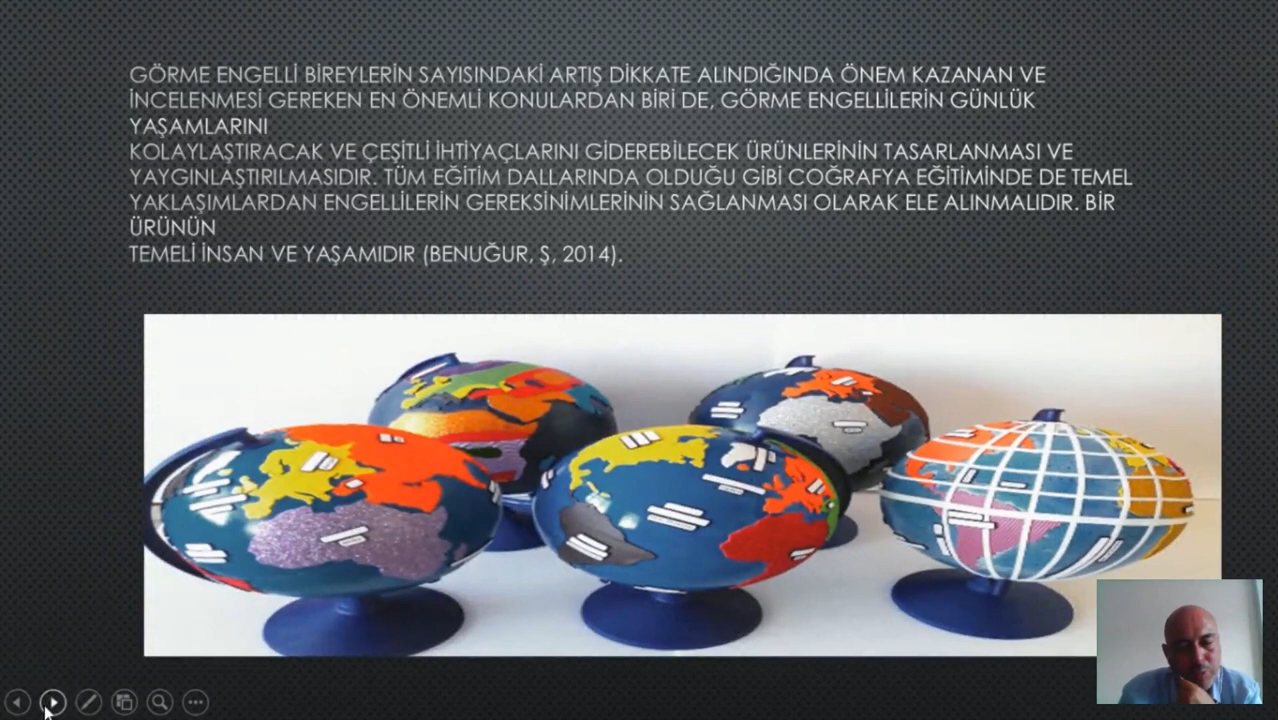 GÖRME ENGELLİ BİREYLERİN SAYISINDAKİ ARTIŞ DİKKATE ALINDIĞINDA ÖNEM KAZANAN VE
İNCELENMESİ GEREKEN EN ÖNEMLİ KONULARDAN BİRİ DE, GÖRME ENGELLİLERİN GÜNLÜK
YAŞAMLARINI
KOLAYLAŞTIRACAK VE ÇEŞİTLİ İHTİYAÇLARINI GİDEREBİLECEK ÜRÜNLERİNİN TASARLANMASI VE
YAYGINLAŞTIRILMASIDIR. TÜM EĞİTİM DALLARINDA OLDUĞU GİBİ COĞRAFYA EĞİTİMİNDE DE TEMEL
YAKLAŞIMLARDAN ENGELLİLERİN GEREKSİNİMLERİNİN SAĞLANMASI OLARAK ELE ALINMALIDIR. BİR
ÜRÜNÜN
TEMELİ İNSAN VE YAŞAMIDIR (BENUĞUR, Ş, 2014).